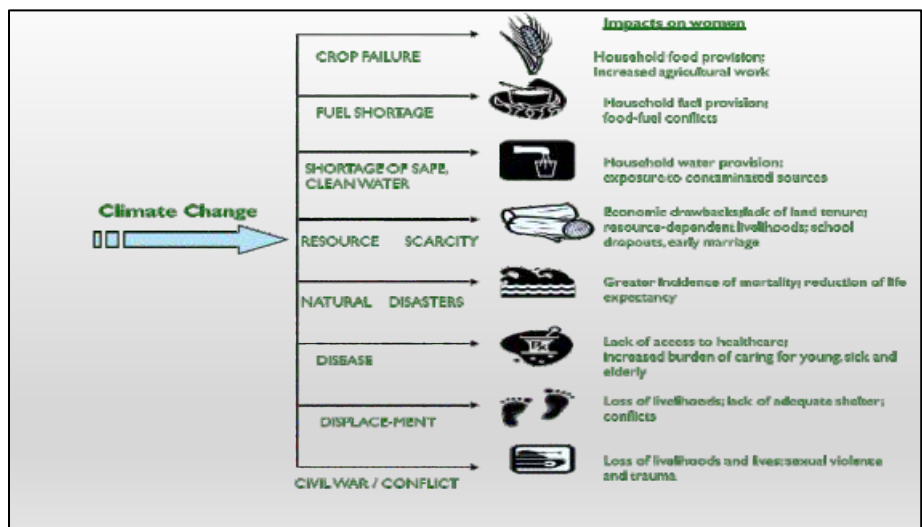 Impacts on women
CROP FAILURE
Household food provision;
Increased agricultural work
FUEL SHORTAGE
Household fuel provision;
food-fuel conflicts
SHORTAGE OF SAFE,
CLEAN WATER
Household water provision;
exposure to contaminated sources
Climate Change
RESOURCE SCARCITY
Economic drawbacks; lack of land tenure;
resource-dependent livelihoods; school
dropouts, early marriage
NATURAL DISASTERS
Greater incidence of mortality; reduction of life
expectancy
DISEASE
Lack of access to healthcare;
Increased burden of caring for young, sick and
elderly
DISPLACE-MENT
Loss of livelihoods; lack of adequate shelter;
conflicts
CIVIL WAR / CONFLICT
Loss of livelihoods and lives; sexual violence
and trauma